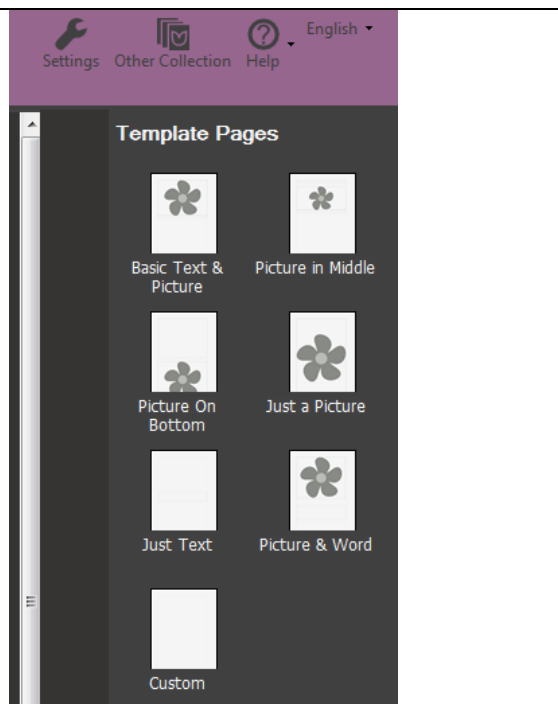 English
Settings Other Collection Help
Template Pages
Basic Text & Picture in Middle
Picture
Picture On Just a Picture
Bottom
Just Text Picture & Word
Custom